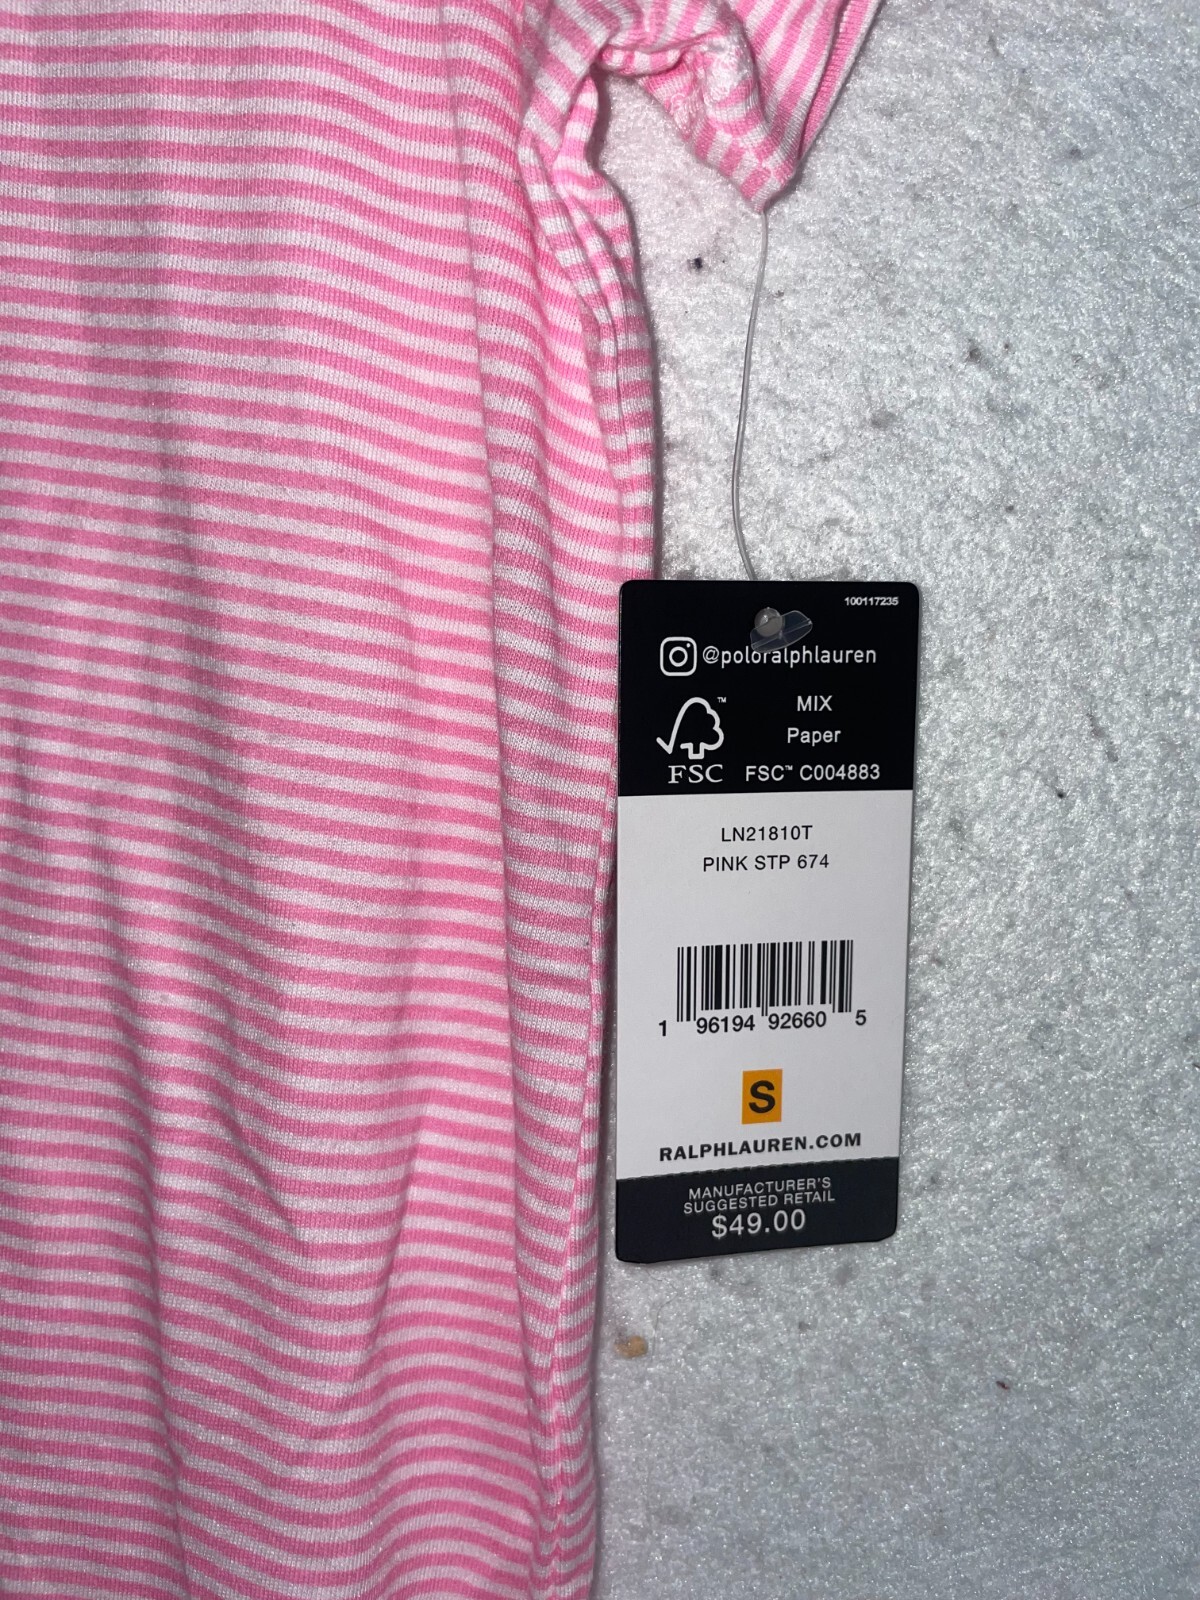 100117235
@poloralphlauren
™
MIX
Paper
FSC
FSC™ C004883
LN21810T
PINK STP 674
1 96194 92660 5
S
RALPHLAUREN.COM
MANUFACTURER'S
SUGGESTED RETAIL
$49.00